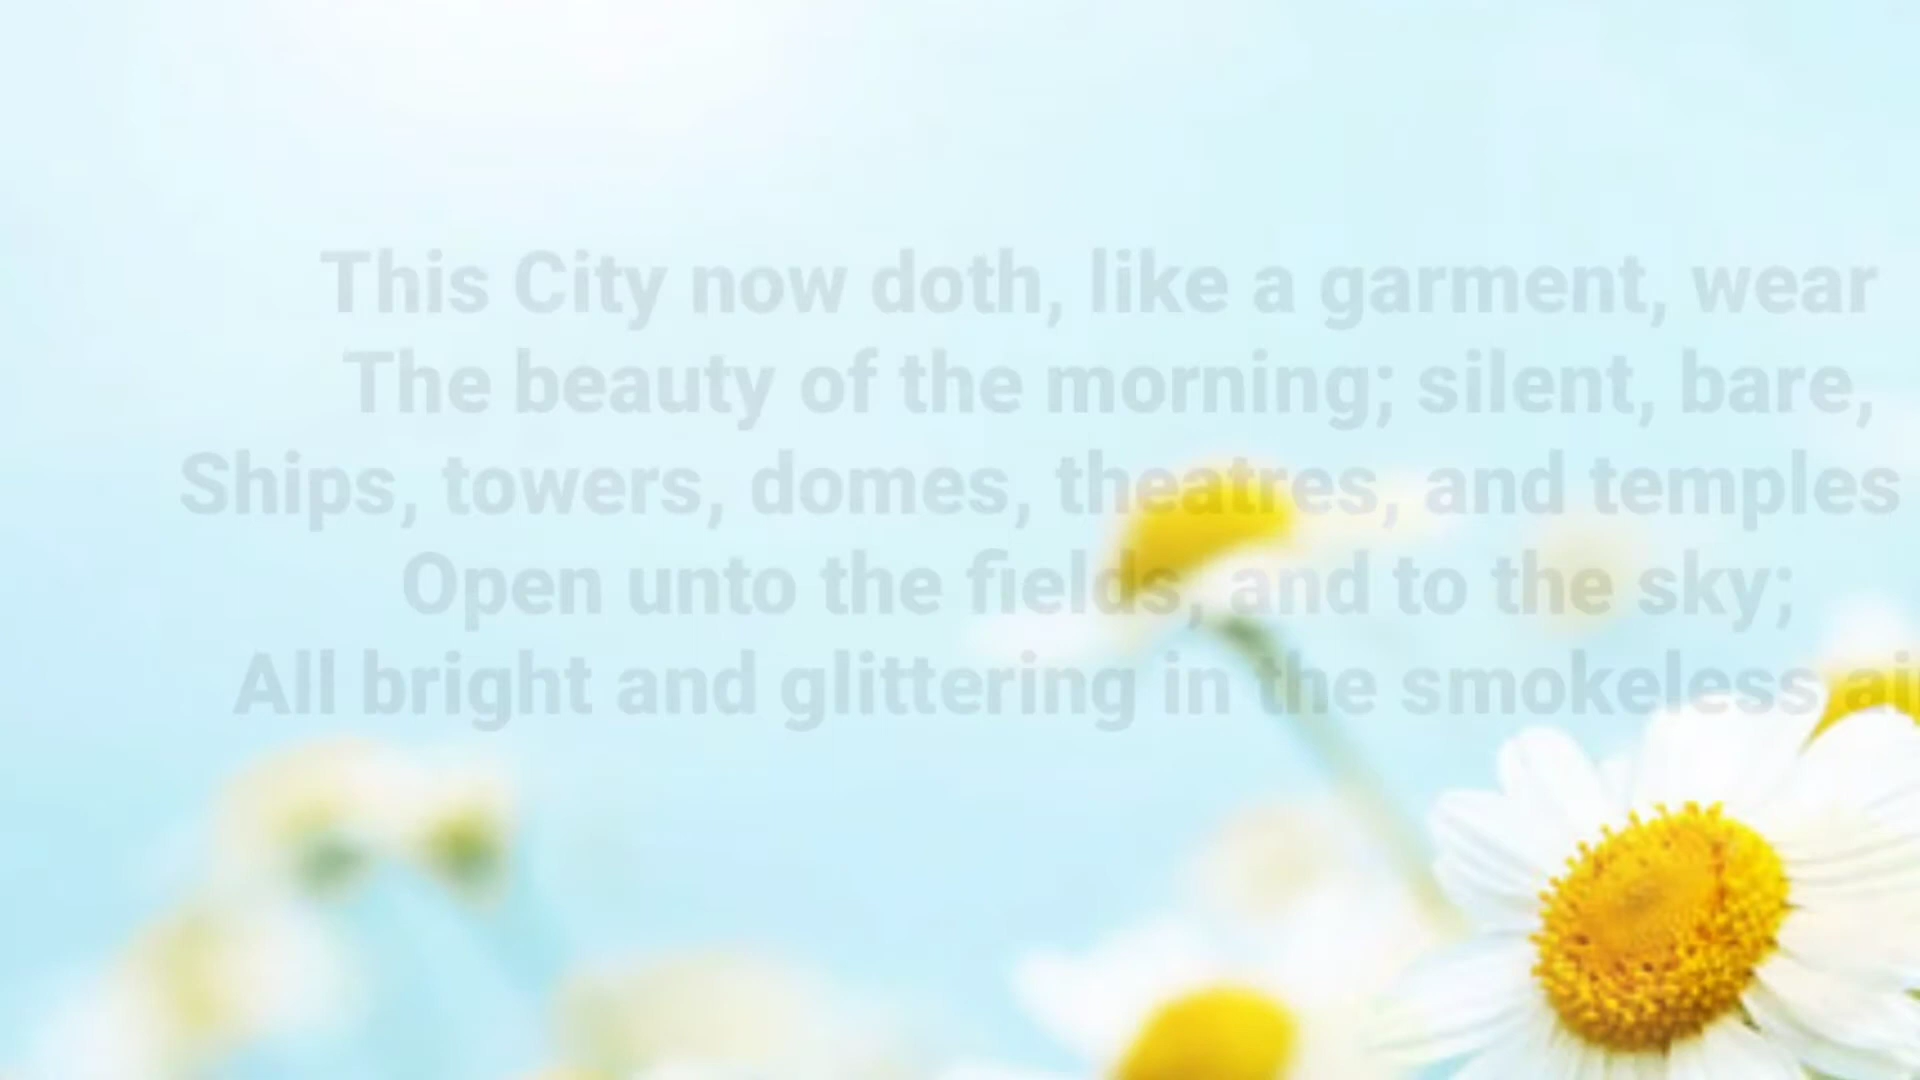 This City now doth, like a garment, wear
The beauty of the morning; silent, bare,
Ships, towers, domes, theatres, and temples
Open unto the fields, and to the sky;
All bright and glittering in the smokeless